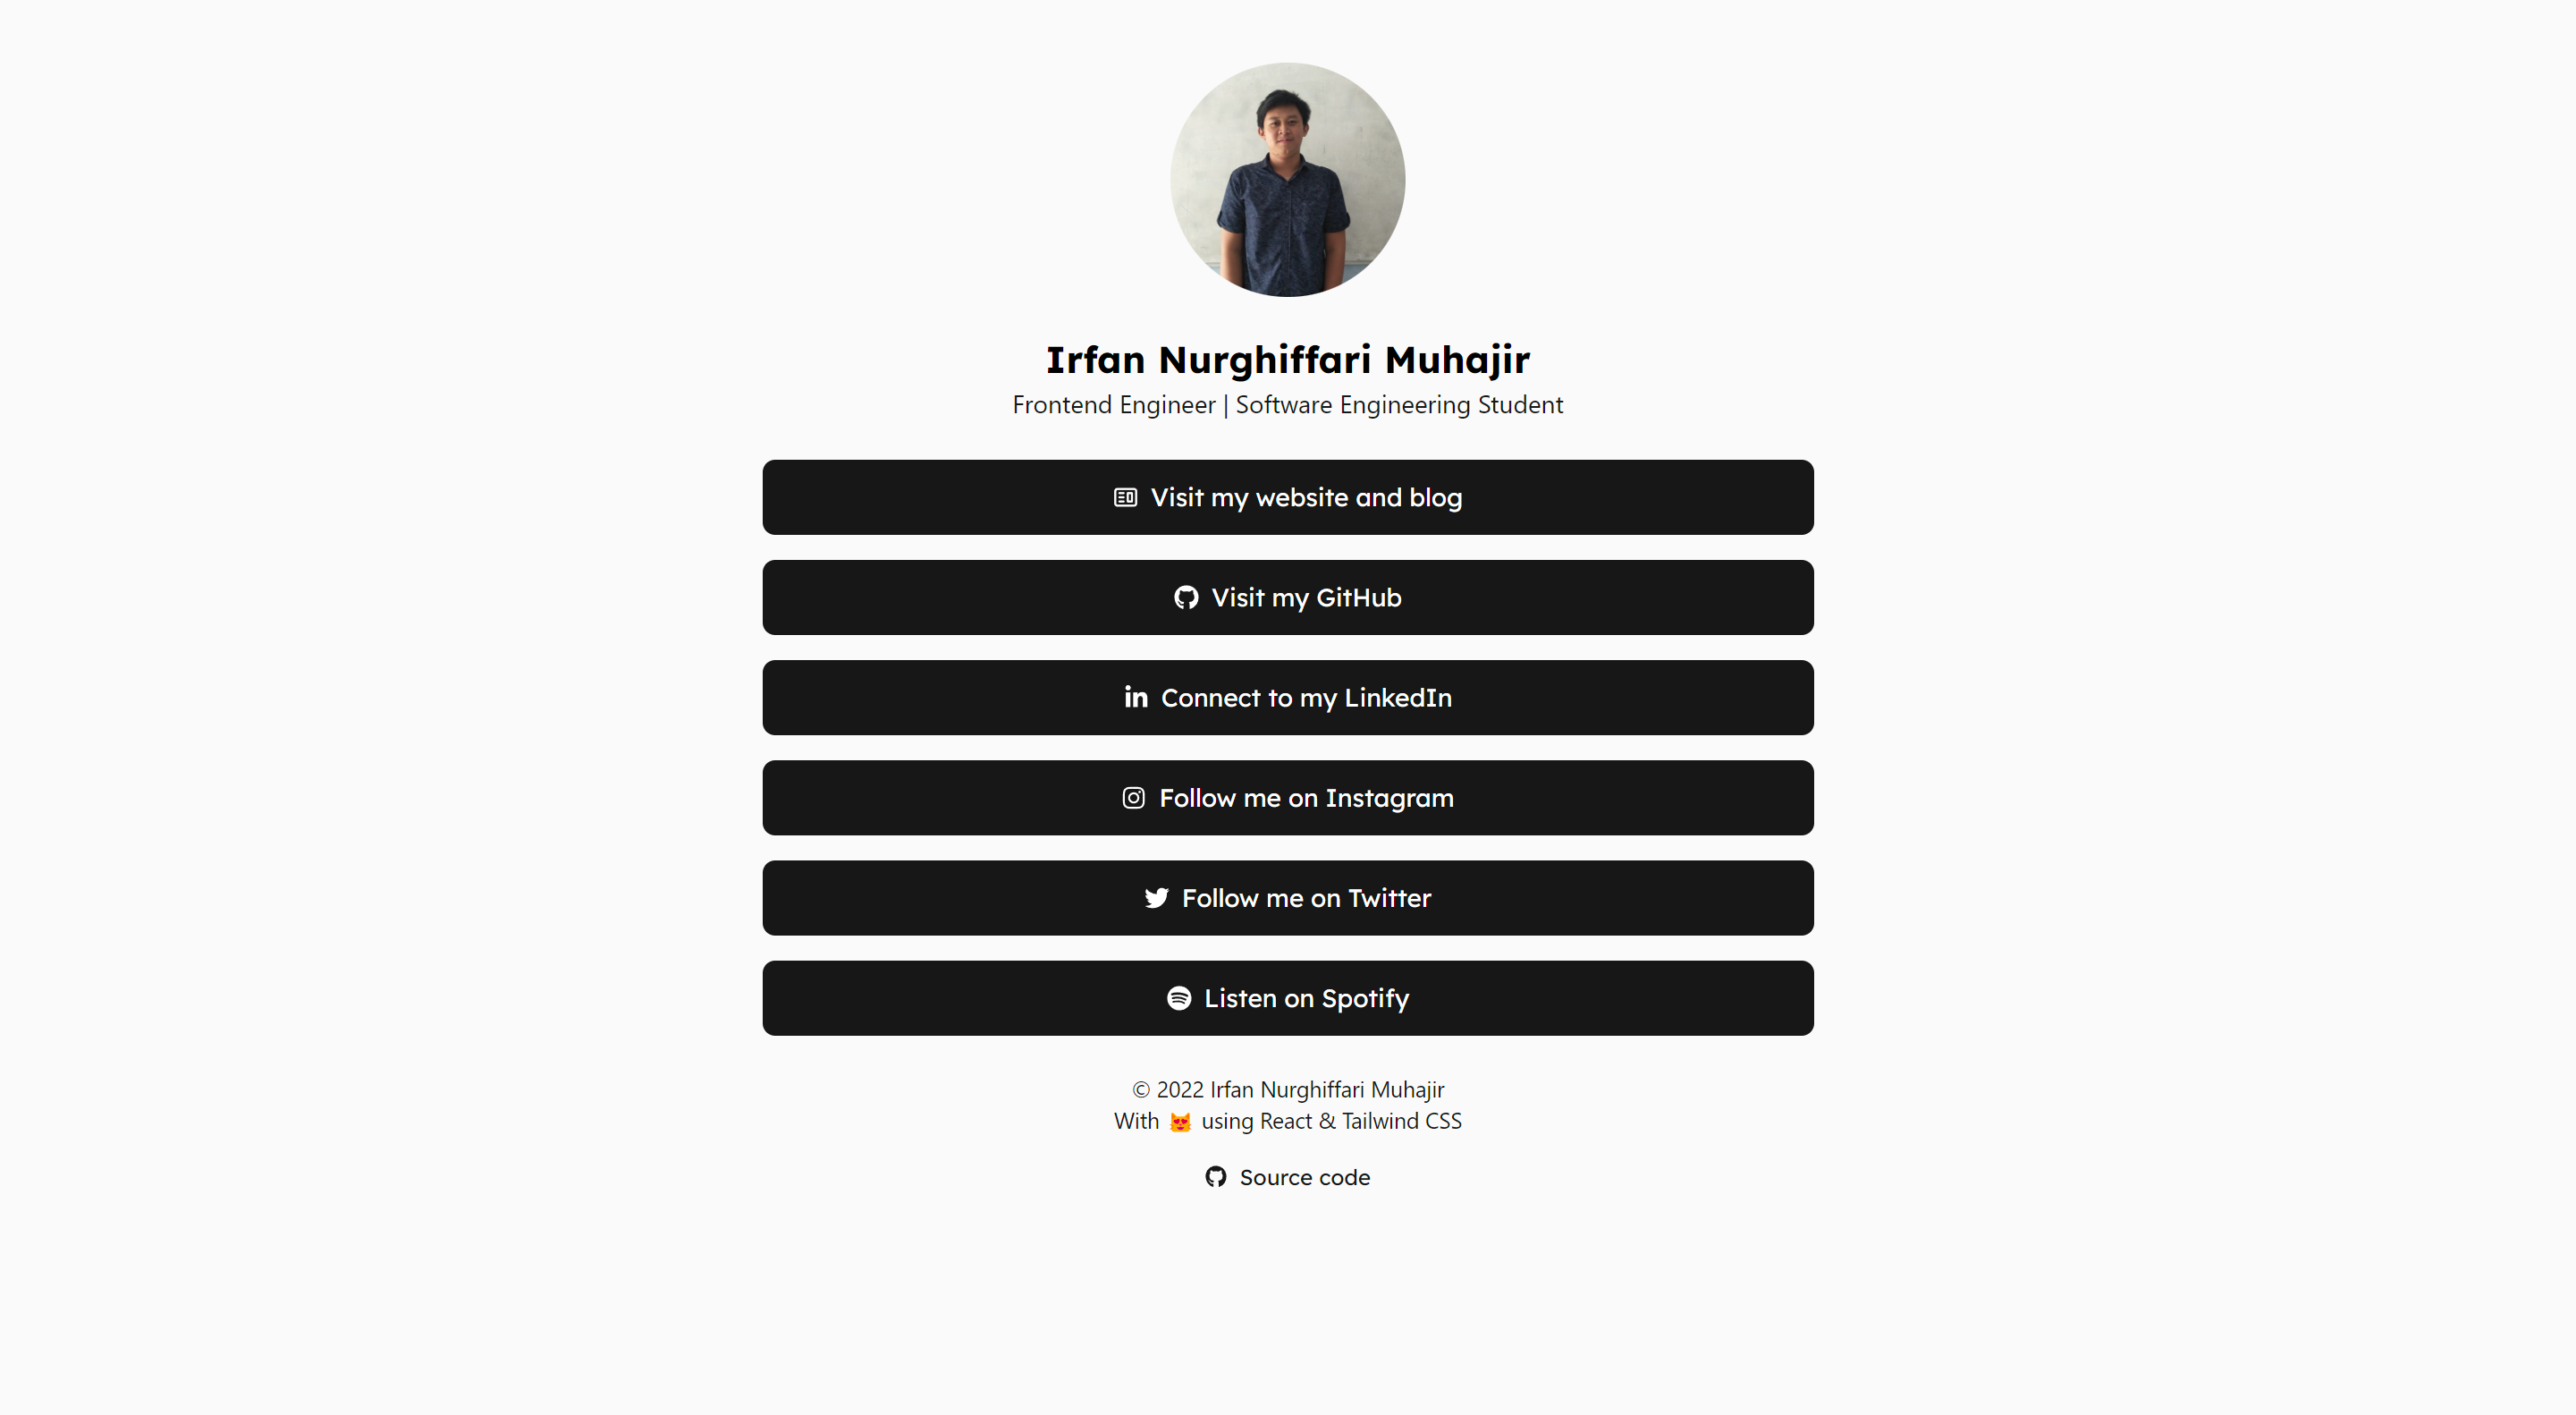 Irfan Nurghiffari Muhajir
Frontend Engineer | Software Engineering Student
Visit my website and blog
Visit my GitHub
Connect to my LinkedIn
Follow me on Instagram
Follow me on Twitter
Listen on Spotify
© 2022 Irfan Nurghiffari Muhajir
With 😻 using React & Tailwind CSS
Source code